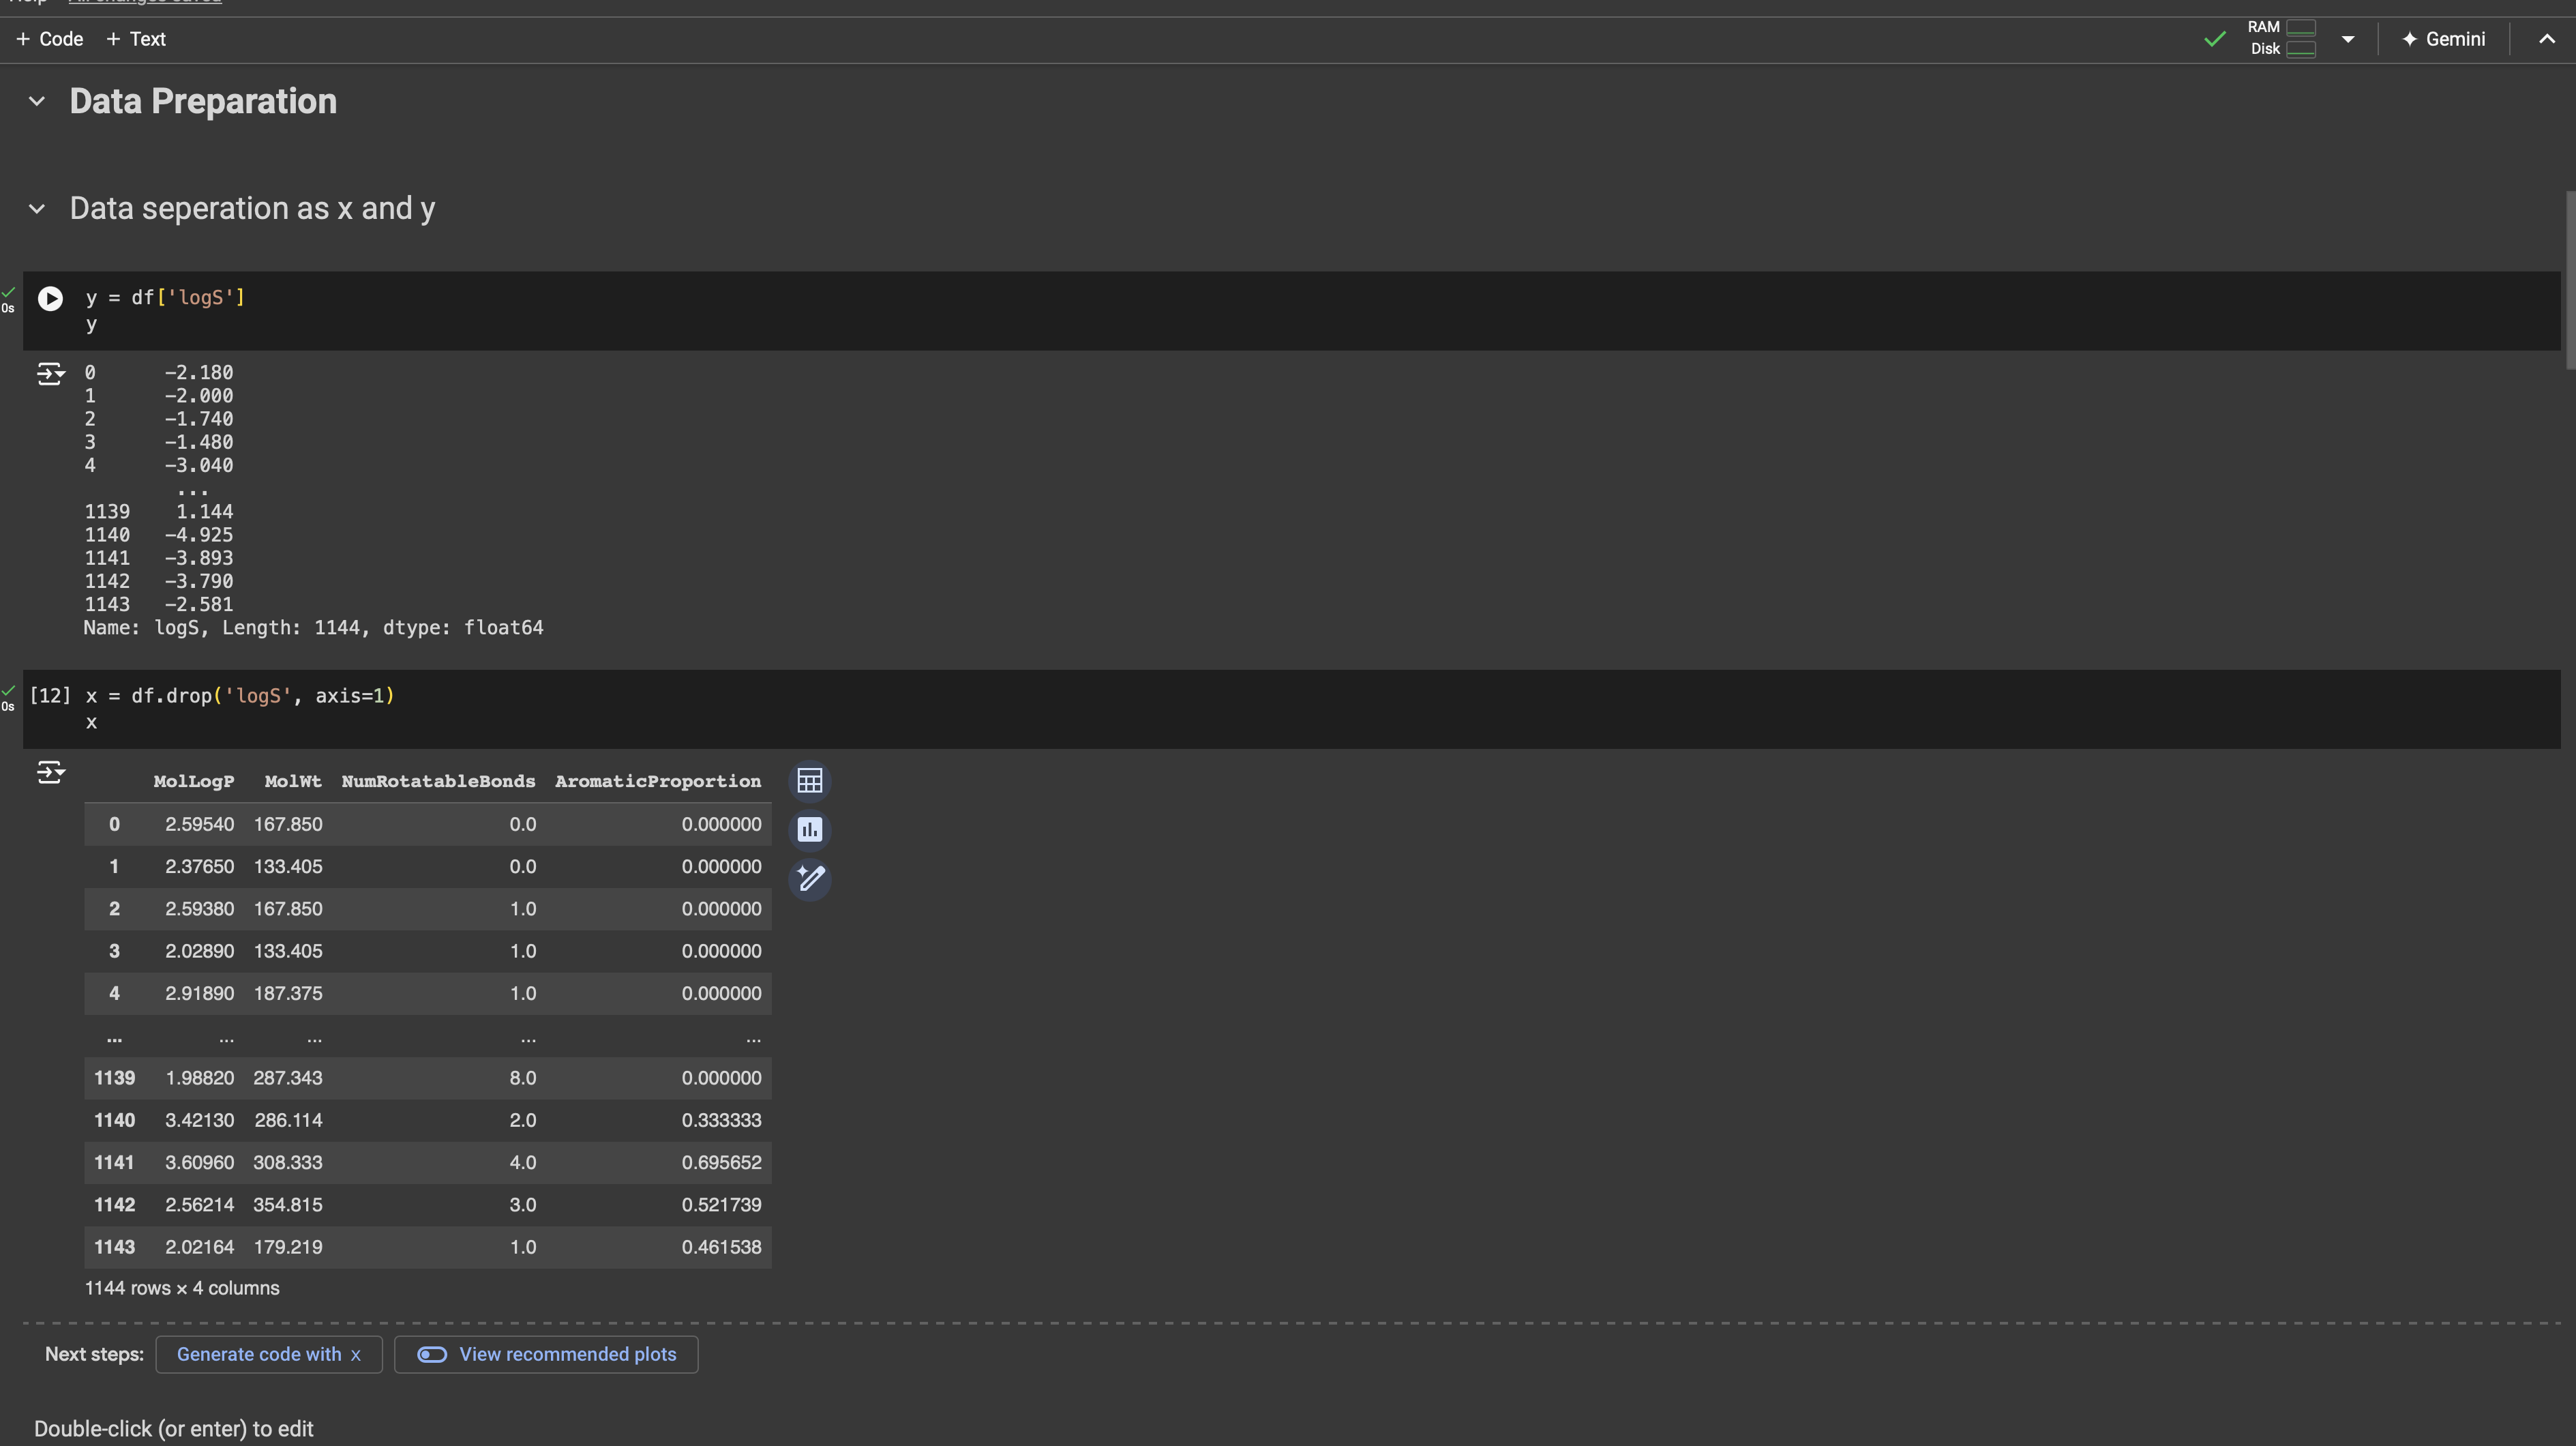 Help All changes saved
+ Code + Text
RAM
Disk
Gemini
Data Preparation
Data seperation as x and y
0s
y = df['logS']
y
0 -2.180
1 -2.000
2 -1.740
3 -1.480
4 -3.040
...
1139 1.144
1140 -4.925
1141 -3.893
1142 -3.790
1143 -2.581
Name: logS, Length: 1144, dtype: float64
0s
[12] x = df.drop('logS', axis=1)
x
MolLogP MolWt NumRotatableBonds AromaticProportion
0 2.59540 167.850 0.0 0.000000
1 2.37650 133.405 0.0 0.000000
2 2.59380 167.850 1.0 0.000000
3 2.02890 133.405 1.0 0.000000
4 2.91890 187.375 1.0 0.000000
... ... ... ... ...
1139 1.98820 287.343 8.0 0.000000
1140 3.42130 286.114 2.0 0.333333
1141 3.60960 308.333 4.0 0.695652
1142 2.56214 354.815 3.0 0.521739
1143 2.02164 179.219 1.0 0.461538
1144 rows × 4 columns
Next steps: Generate code with x View recommended plots
Double-click (or enter) to edit